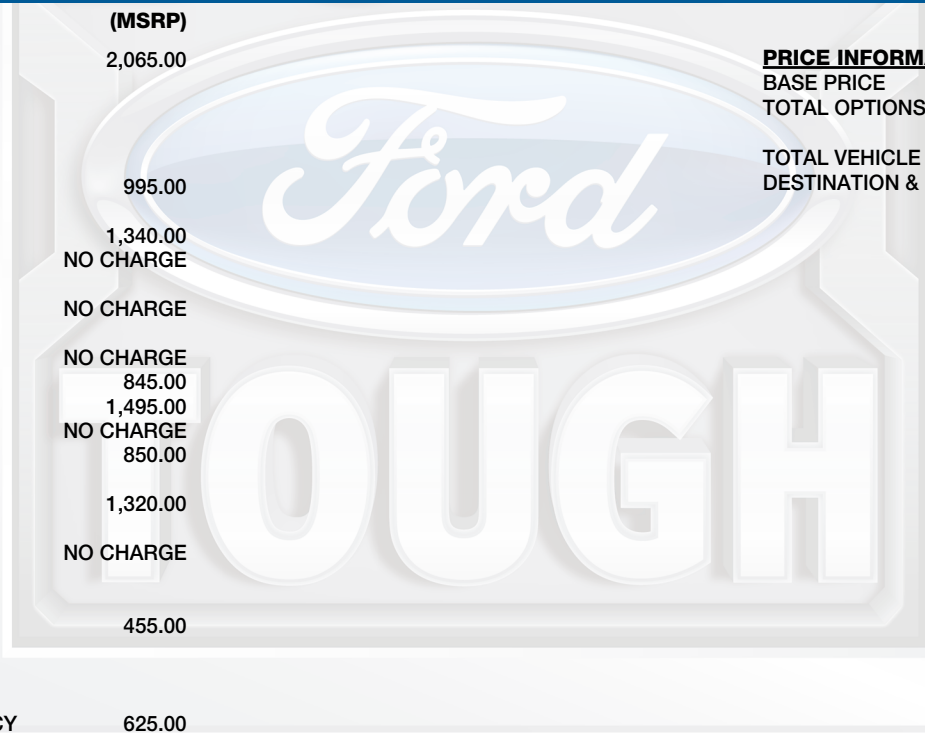 (MSRP)
2,065.00
995.00
1,340.00
NO CHARGE
NO CHARGE
NO CHARGE
845.00
1,495.00
NO CHARGE
850.00
1,320.00
NO CHARGE
455.00
CY 625.00
PRICE INFORMA
BASE PRICE
TOTAL OPTIONS
TOTAL VEHICLE
DESTINATION &
Ford
TOUGH